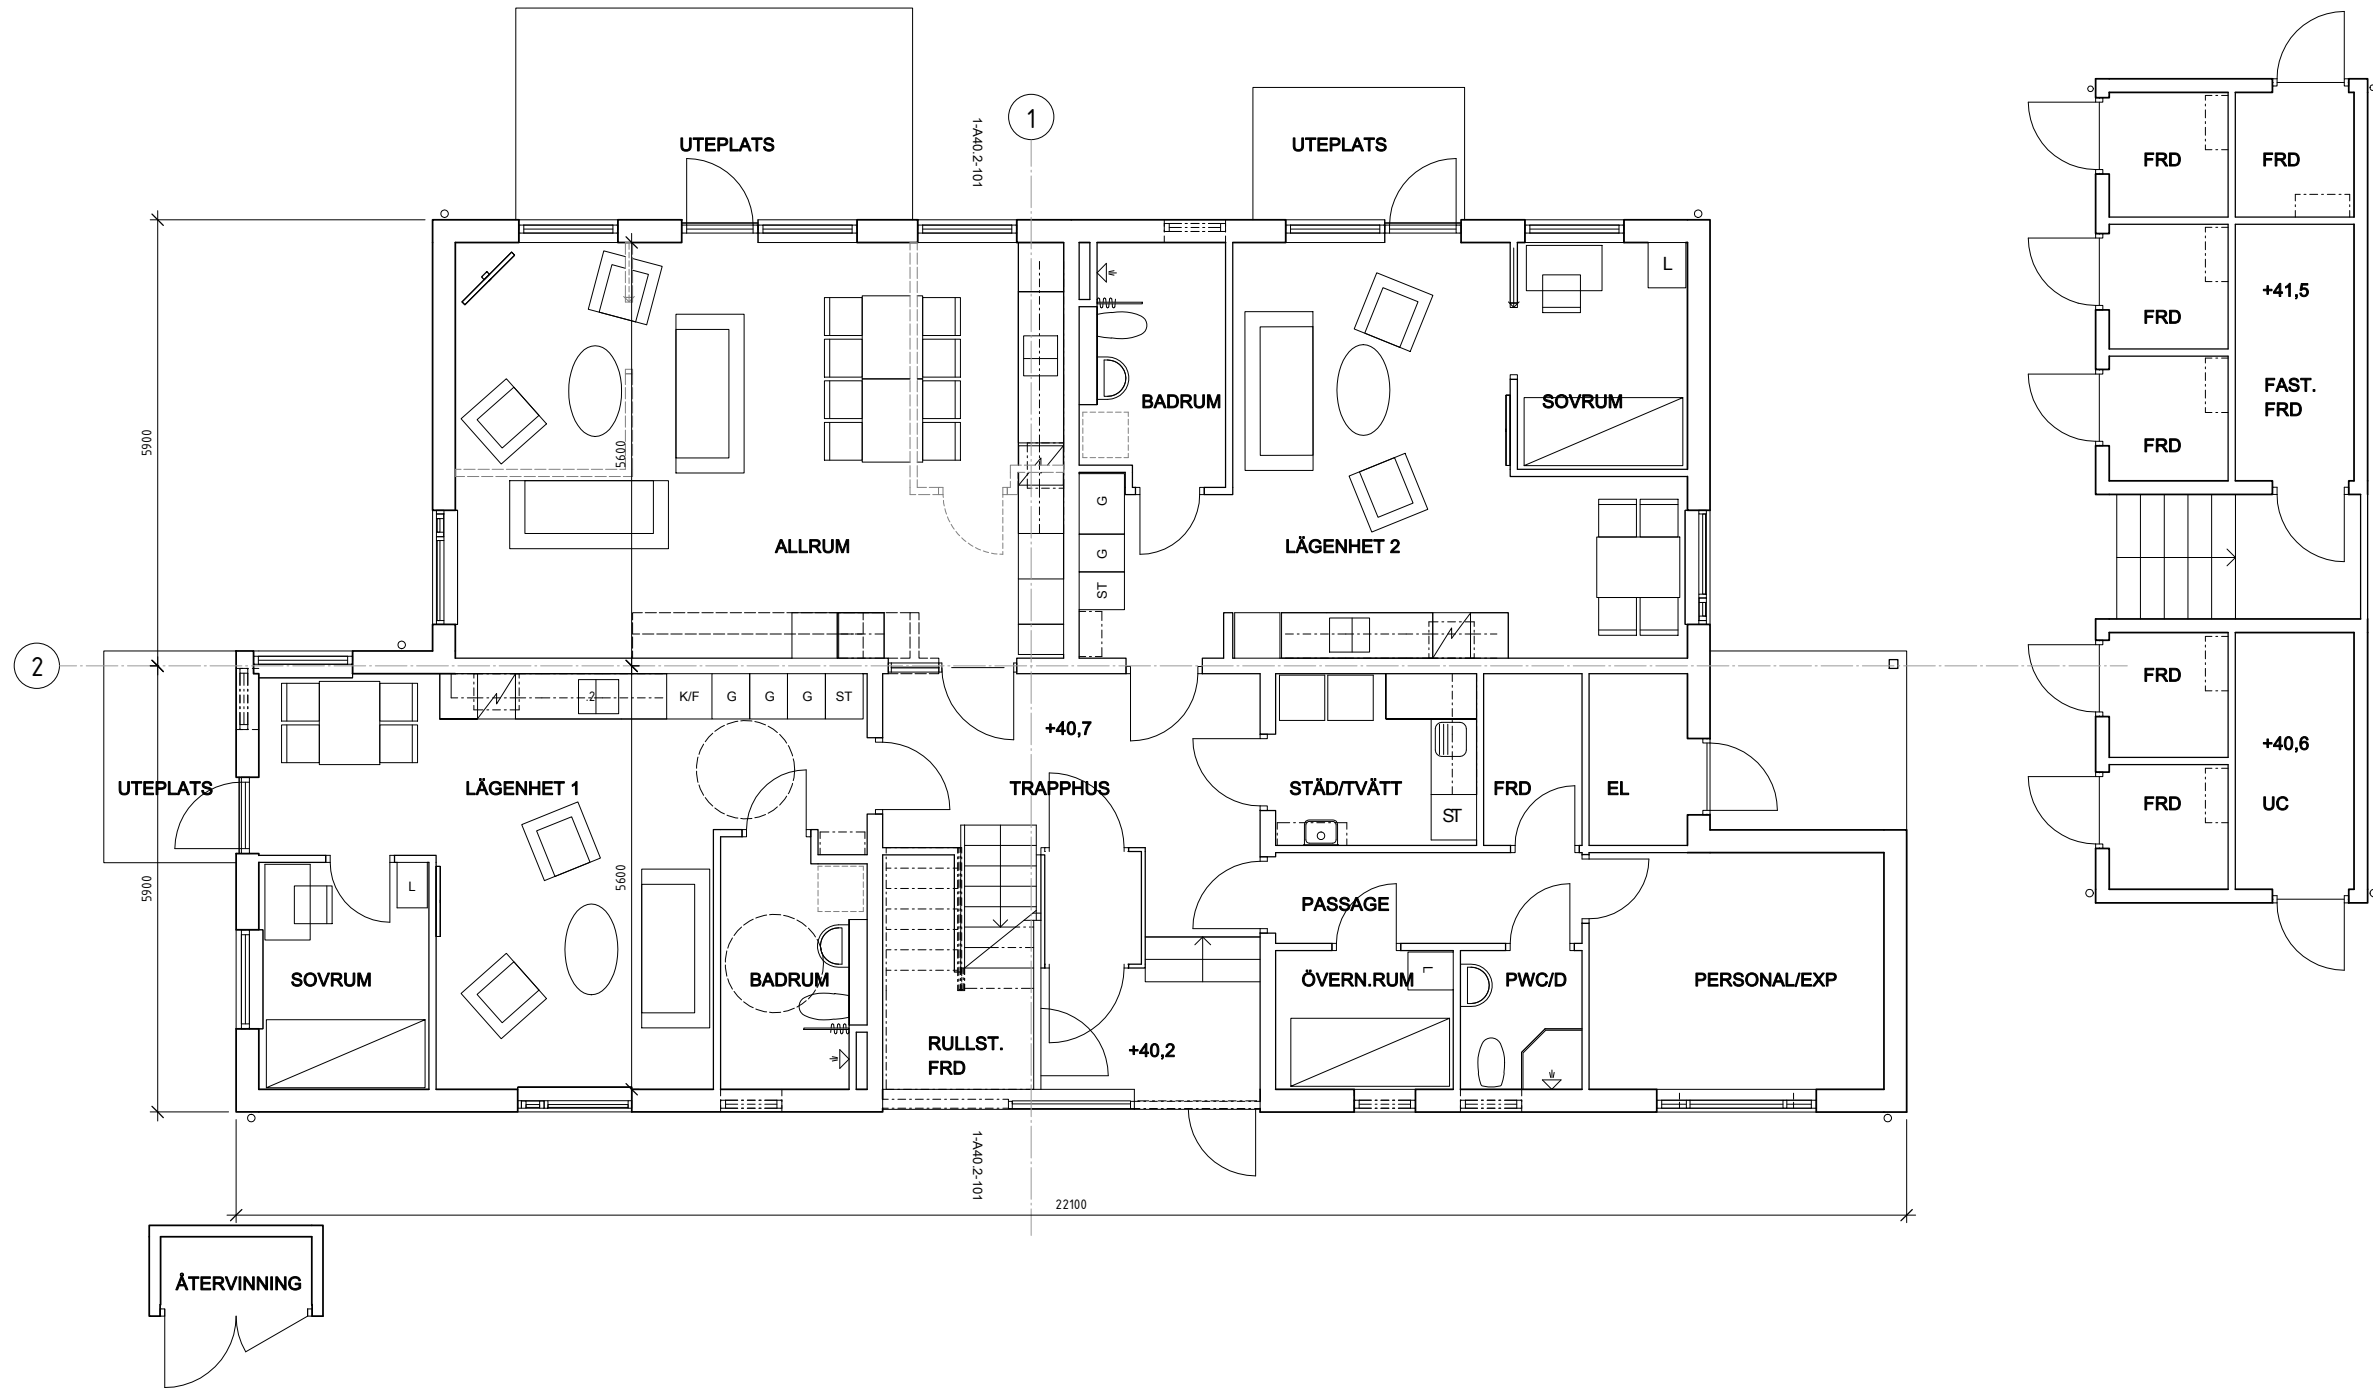 1
1-A40.2-101
UTEPLATS
UTEPLATS
FRD
FRD
L
+41,5
FRD
5900
5600
BADRUM
SOVRUM
FAST.
FRD
FRD
G
ALLRUM
G
LÄGENHET 2
ST
2
.2
K/F
G
G
G
ST
+40,7
FRD
+40,6
UTEPLATS
LÄGENHET 1
TRAPPHUS
STÄD/TVÄTT
FRD
EL
ST
FRD
UC
5900
5600
L
PASSAGE
SOVRUM
BADRUM
ÖVERN.RUM
L
PWC/D
PERSONAL/EXP
RULLST.
FRD
+40,2
1-A40.2-101
22100
ÅTERVINNING